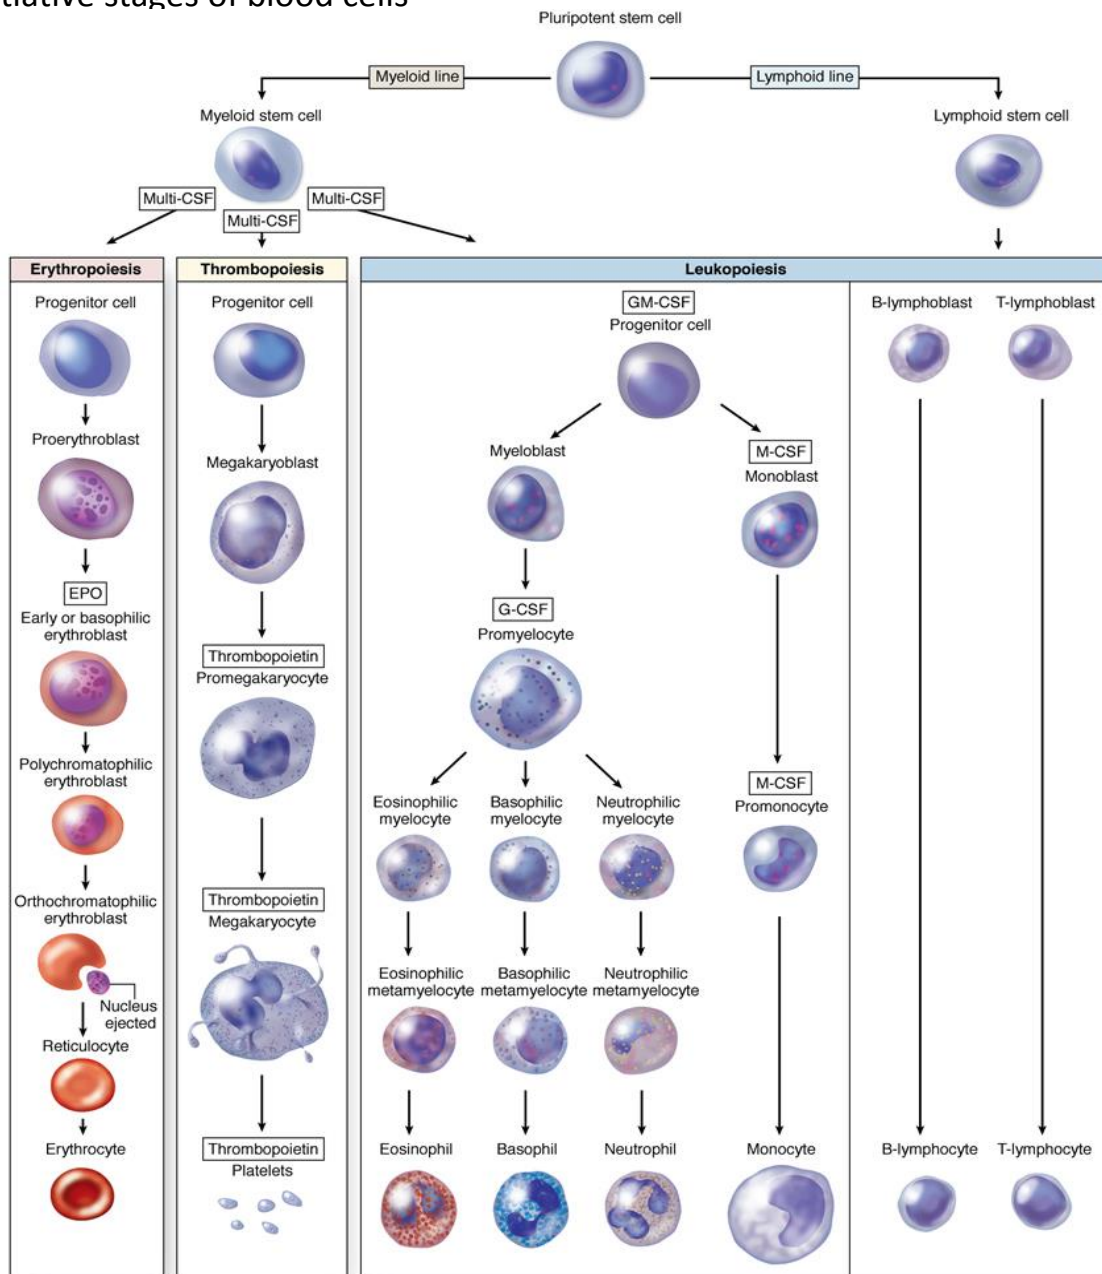 stages of blood cells
Pluripotent stem cell
Myeloid line
Lymphoid line
Myeloid stem cell
Lymphoid stem cell
Multi-CSF
Multi-CSF
Multi-CSF
Erythropoiesis
Progenitor cell
Proerythroblast
EPO
Early or basophilic
erythroblast
Polychromatophilic
erythroblast
Orthochromatophilic
erythroblast
Nucleus
ejected
Reticulocyte
Erythrocyte
Thrombopoiesis
Progenitor cell
Megakaryoblast
Thrombopoietin
Promegakaryocyte
Thrombopoietin
Megakaryocyte
Thrombopoietin
Platelets
Leukopoiesis
GM-CSF
Progenitor cell
Myeloblast
G-CSF
Promyelocyte
Eosinophilic
myelocyte
Basophilic
myelocyte
Neutrophilic
myelocyte
Eosinophilic
metamyelocyte
Basophilic
metamyelocyte
Neutrophilic
metamyelocyte
Eosinophil
Basophil
Neutrophil
M-CSF
Monoblast
M-CSF
Promonocyte
Monocyte
B-lymphoblast
T-lymphoblast
B-lymphocyte
T-lymphocyte